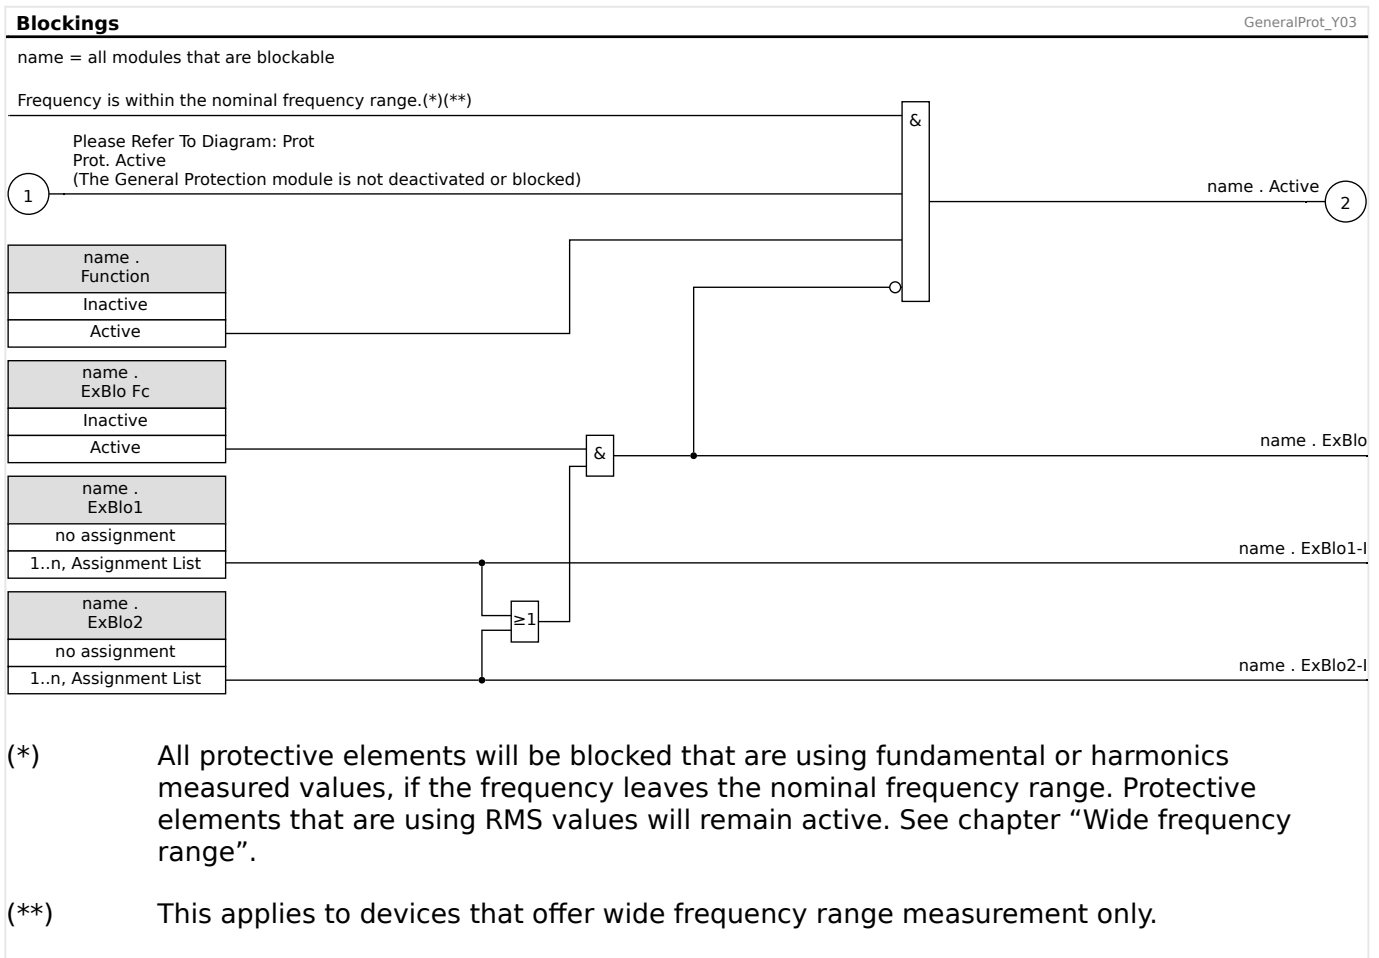 Blockings
GeneralProt_Y03
name = all modules that are blockable
Frequency is within the nominal frequency range.(*)(**)
&
Please Refer To Diagram: Prot
Prot. Active
(The General Protection module is not deactivated or blocked)
1
name . Active
2
name .
Function
Inactive
Active
name .
ExBlo Fc
Inactive
Active
&
name . ExBlo
name .
ExBlo1
no assignment
1..n, Assignment List
name . ExBlo1-I
name .
ExBlo2
≥1
no assignment
1..n, Assignment List
name . ExBlo2-I
(*) All protective elements will be blocked that are using fundamental or harmonics
measured values, if the frequency leaves the nominal frequency range. Protective
elements that are using RMS values will remain active. See chapter “Wide frequency
range”.
(**) This applies to devices that offer wide frequency range measurement only.